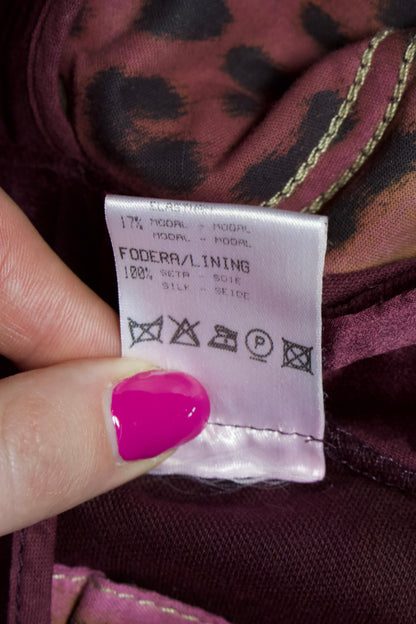 17% MODAL - MODAL
MODAL - MODAL
FODERA/LINING
100% SETA - SOIE
SILK - SEIDE
P